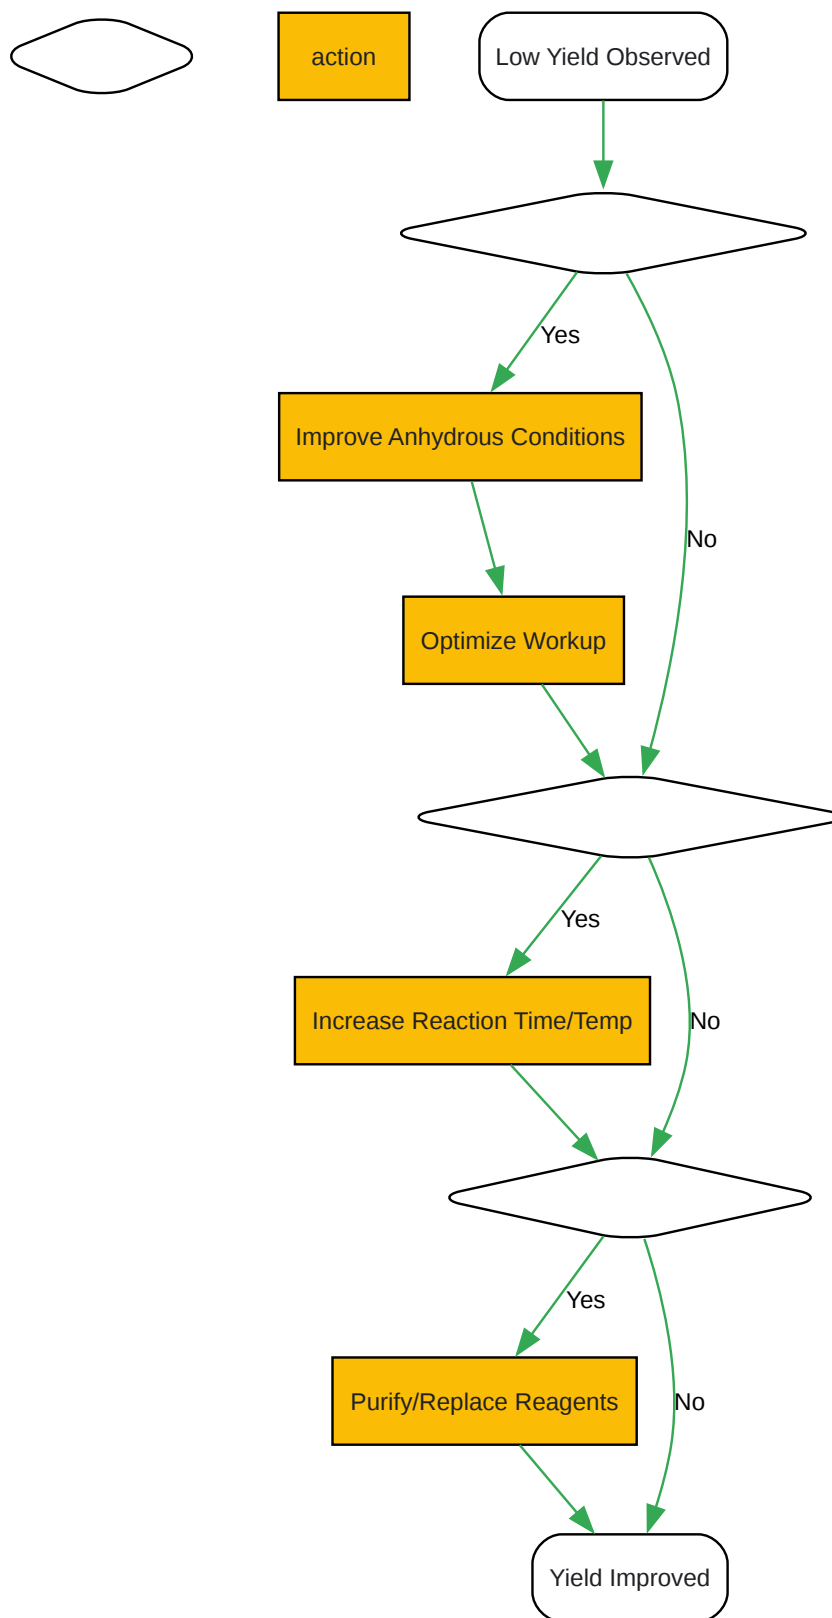 action
Low Yield Observed
Yes
Improve Anhydrous Conditions
No
Optimize Workup
Yes
Increase Reaction Time/Temp
No
Yes
Purify/Replace Reagents
No
Yield Improved